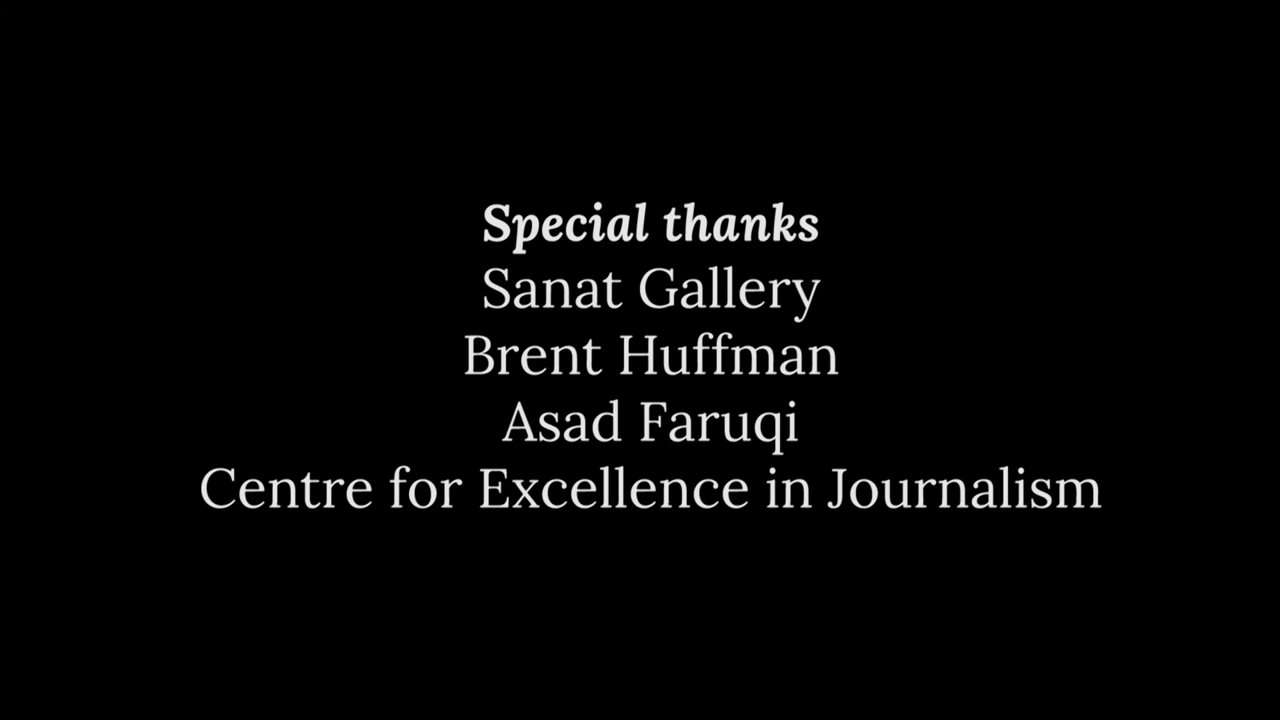 Special thanks
Sanat Gallery
Brent Huffman
Asad Faruqi
Centre for Excellence in Journalism